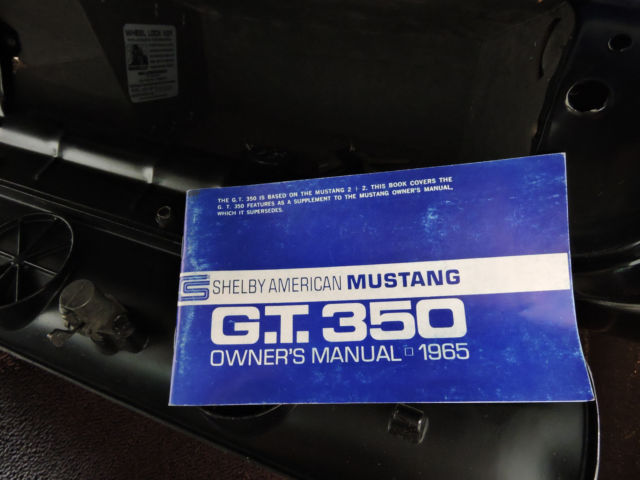 WHEEL LOCK KEY
THE G.T. 350 IS BASED ON THE MUSTANG 2 + 2. THIS BOOK COVERS THE
G. T. 350 FEATURES AS A SUPPLEMENT TO THE MUSTANG OWNER'S MANUAL,
WHICH IT SUPERSEDES.
SHELBY AMERICAN MUSTANG
G.T. 350
OWNER'S MANUAL □ 1965